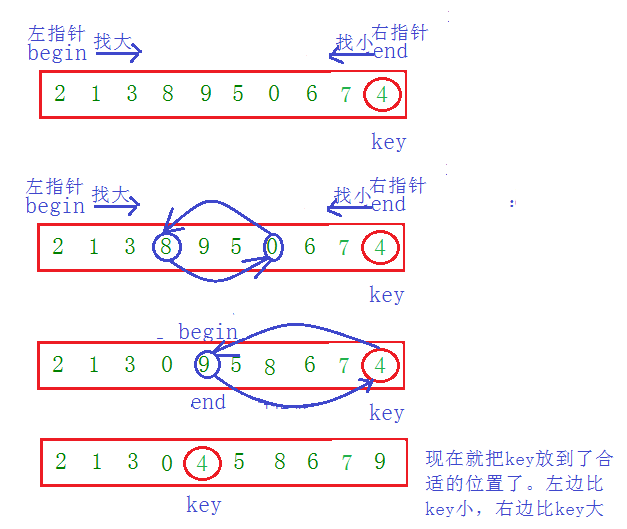 左指针 右指针
begin 找大 找小 end
2 1 3 8 9 5 0 6 7 4
key
左指针 右指针
begin 找大 找小 end
2 1 3 8 9 5 0 6 7 4
key
begin
2 1 3 0 9 5 8 6 7 4
end key
2 1 3 0 4 5 8 6 7 9
key
现在就把key放到了合
适的位置了。左边比
key小，右边比key大